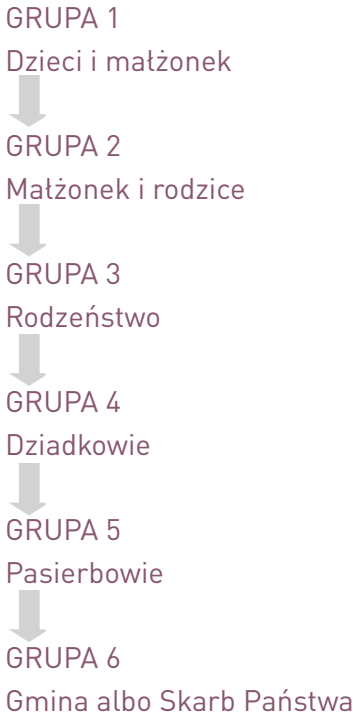 GRUPA 1
Dzieci i małżonek
GRUPA 2
Małżonek i rodzice
GRUPA 3
Rodzeństwo
GRUPA 4
Dziadkowie
GRUPA 5
Pasierbowie
GRUPA 6
Gmina albo Skarb Państwa